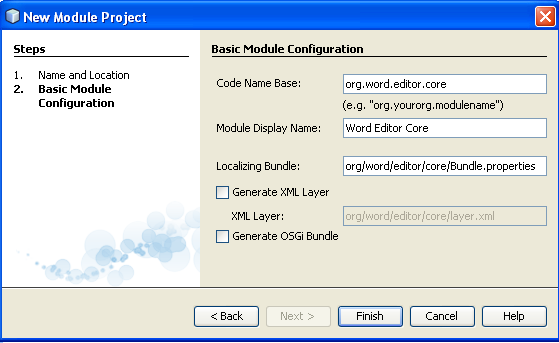 New Module Project
Steps
1. Name and Location
2. Basic Module
Configuration
Basic Module Configuration
Code Name Base: org.word.editor.core
(e.g. "org.yourorg.modulename")
Module Display Name: Word Editor Core
Localizing Bundle: org/word/editor/core/Bundle.properties
Generate XML Layer
XML Layer: org/word/editor/core/layer.xml
Generate OSGi Bundle
< Back Next > Finish Cancel Help